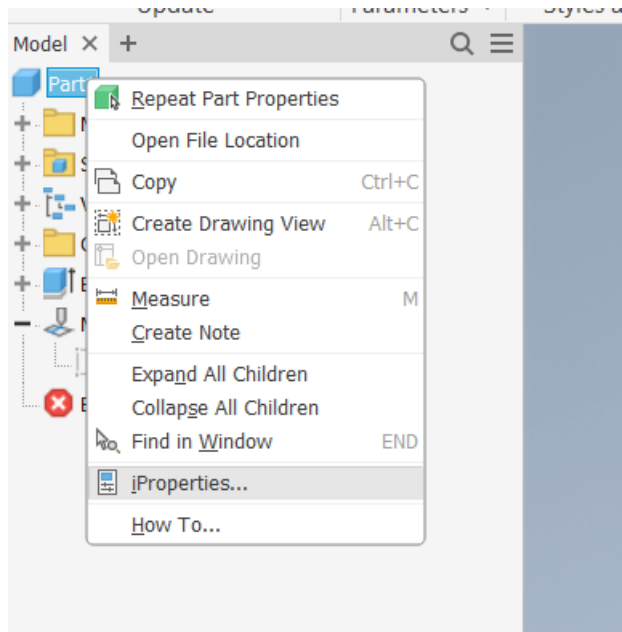 Update
Parameters
Styles a
Model
Part
Repeat Part Properties
Open File Location
Copy Ctrl+C
Create Drawing View Alt+C
Open Drawing
Measure M
Create Note
Expand All Children
Collapse All Children
Find in Window END
iProperties...
How To...